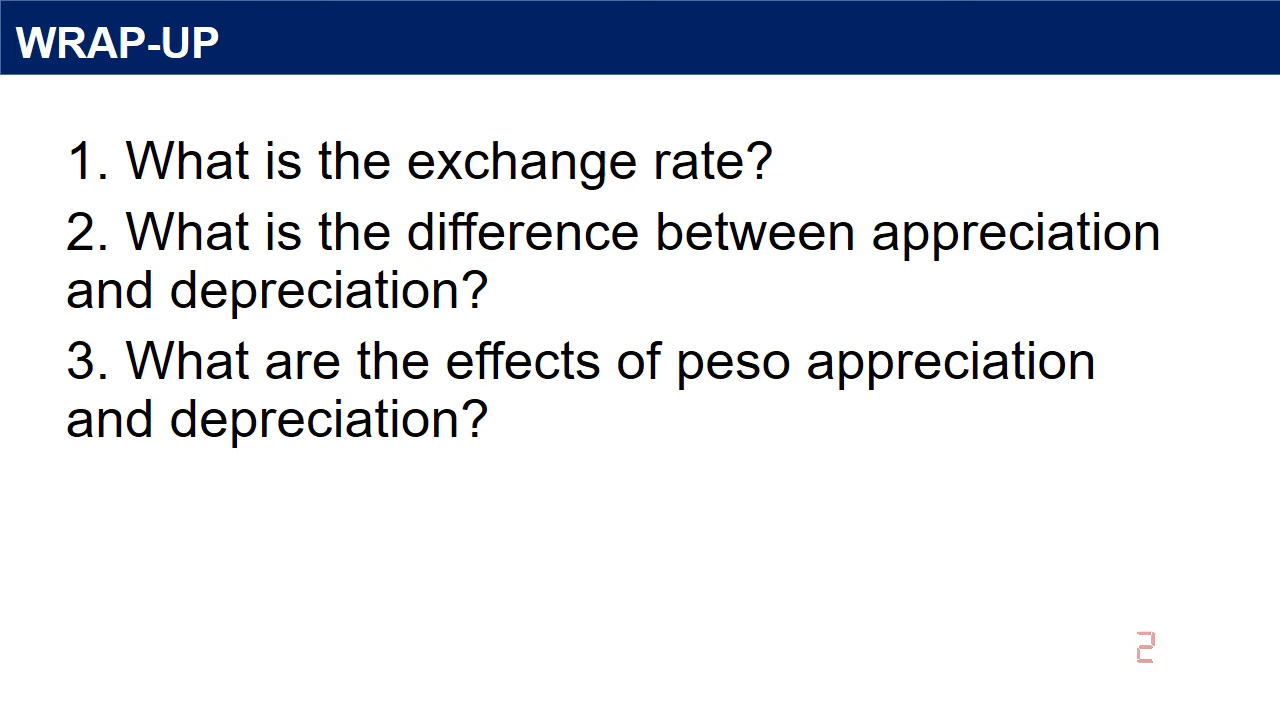 WRAP-UP
1. What is the exchange rate?
2. What is the difference between appreciation
and depreciation?
3. What are the effects of peso appreciation
and depreciation?
2